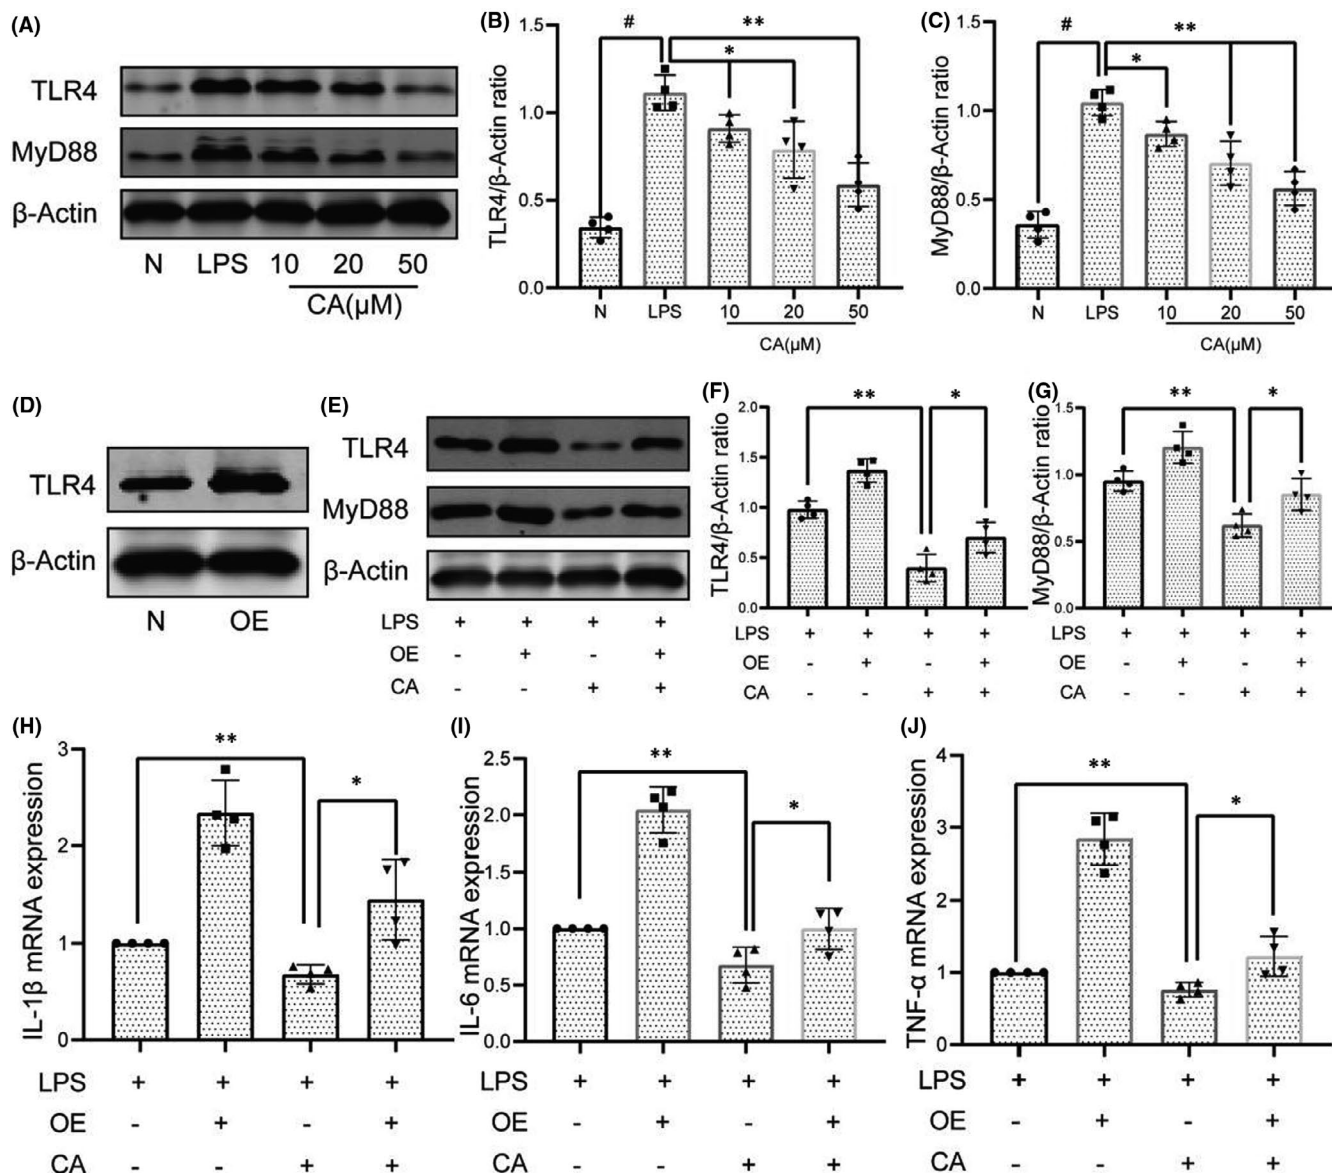 (A)
TLR4
MyD88
β-Actin
N LPS 10 20 50
CA(μM)
(B)
TLR4/β-Actin ratio
1.5
1.0
0.5
0.0
# ** *
N LPS 10 20 50
CA(μM)
(C)
MyD88/β-Actin ratio
1.5
1.0
0.5
0.0
# ** *
N LPS 10 20 50
CA(μM)
(D)
TLR4
β-Actin
N OE
(E)
TLR4
MyD88
β-Actin
LPS + + + +
OE - + - +
CA - - + +
(F)
TLR4/β-Actin ratio
2.0
1.5
1.0
0.5
0.0
** *
LPS + + + +
OE - + - +
CA - - + +
(G)
MyD88/β-Actin ratio
1.5
1.0
0.5
0.0
** *
LPS + + + +
OE - + - +
CA - - + +
(H)
IL-1β mRNA expression
3
2
1
0
** *
LPS + + + +
OE - + - +
CA - - + +
(I)
IL-6 mRNA expression
2.5
2.0
1.5
1.0
0.5
0.0
** *
+ + + +
- + - +
- - + +
(J)
TNF-α mRNA expression
4
3
2
1
0
** *
LPS + + + +
OE - + - +
CA - - + +